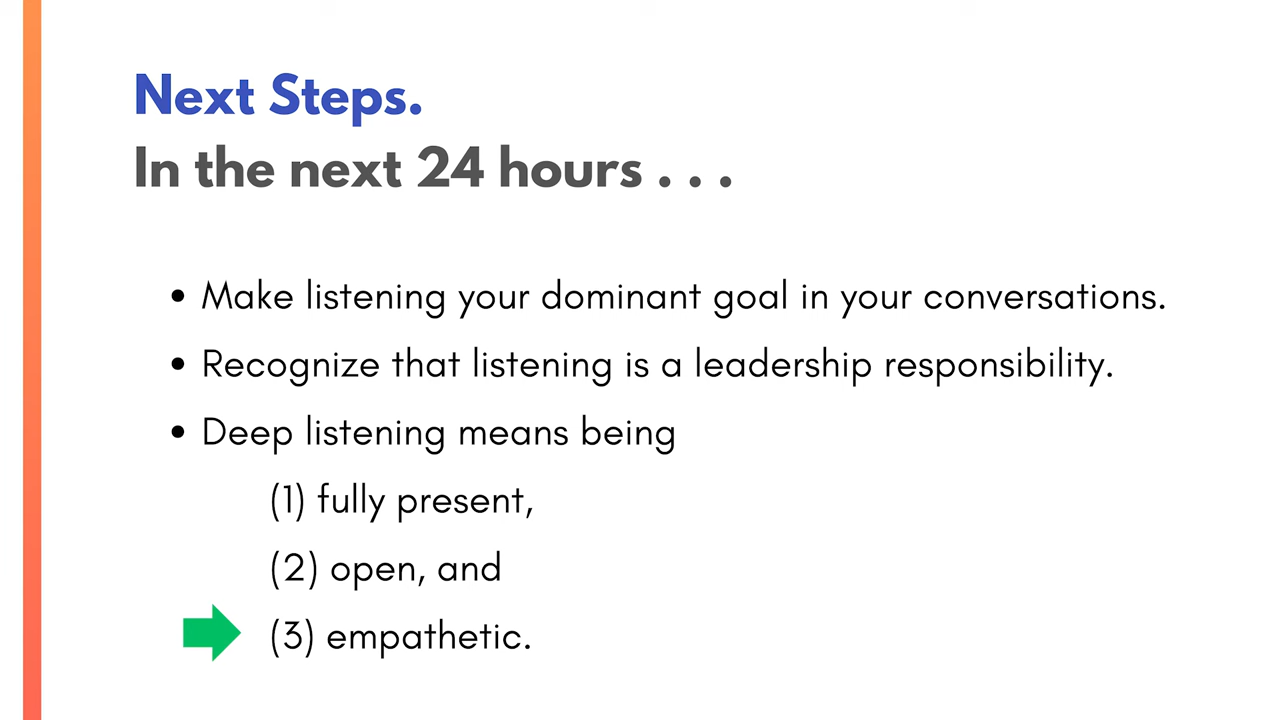 Next Steps.
In the next 24 hours . . .
• Make listening your dominant goal in your conversations.
• Recognize that listening is a leadership responsibility.
• Deep listening means being
(1) fully present,
(2) open, and
(3) empathetic.